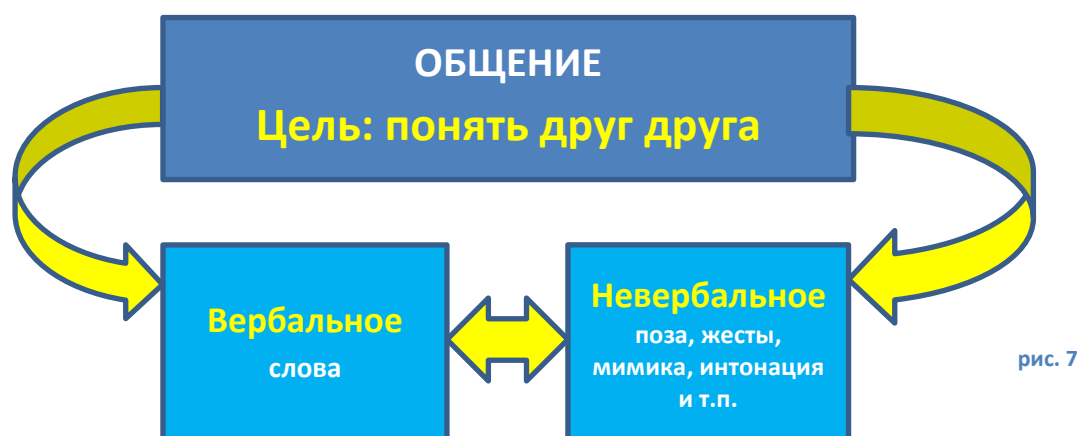 ОБЩЕНИЕ
Цель: понять друг друга
Вербальное
слова
Невербальное
поза, жесты,
мимика, интонация
и т.п.
рис. 7